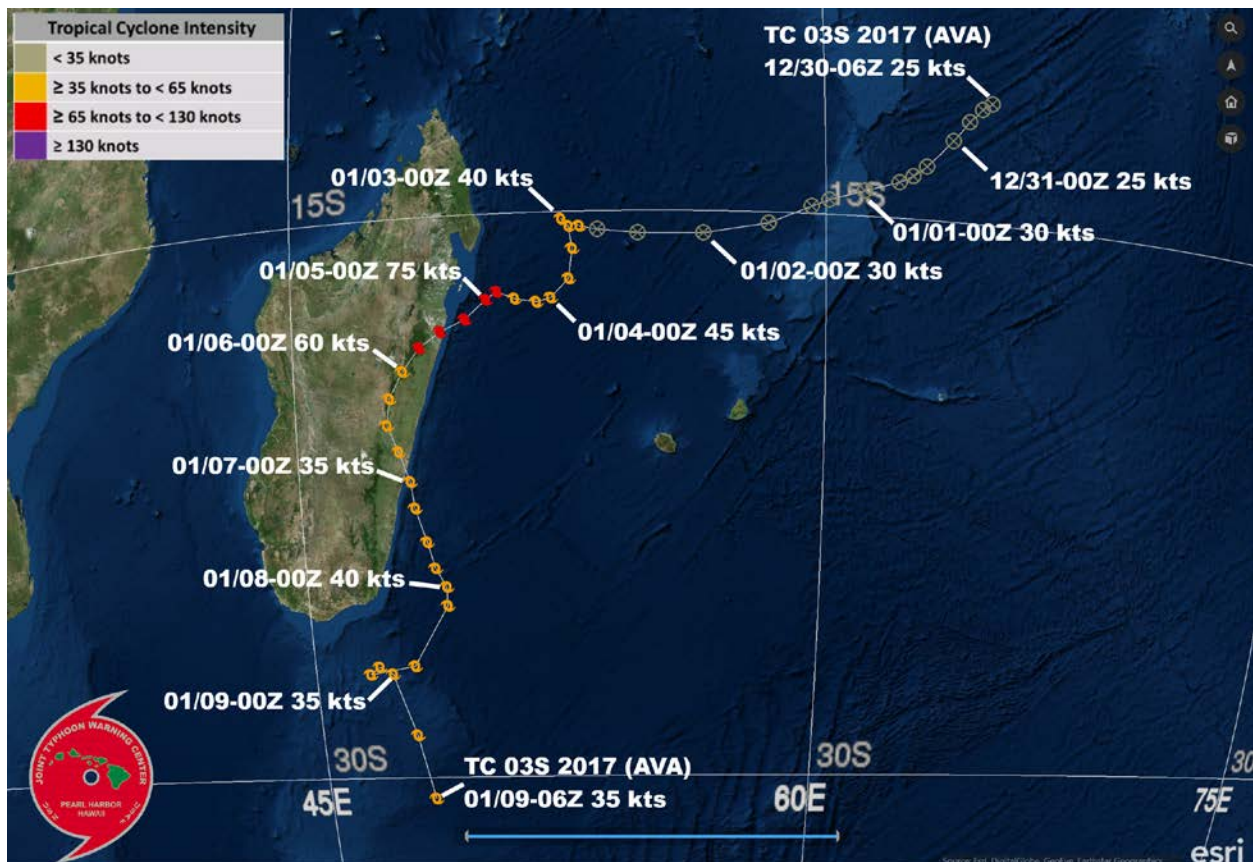 Tropical Cyclone Intensity
< 35 knots
≥ 35 knots to < 65 knots
≥ 65 knots to < 130 knots
≥ 130 knots
TC 03S 2017 (AVA)
12/30-06Z 25 kts
12/31-00Z 25 kts
01/03-00Z 40 kts
15S
15S
01/01-00Z 30 kts
01/02-00Z 30 kts
01/05-00Z 75 kts
01/04-00Z 45 kts
01/06-00Z 60 kts
01/07-00Z 35 kts
01/08-00Z 40 kts
01/09-00Z 35 kts
JOINT TYPHOON WARNING CENTER
PEARL HARBOR
HAWAII
30S
30S
30
TC 03S 2017 (AVA)
01/09-06Z 35 kts
45E
60E
75E
esri